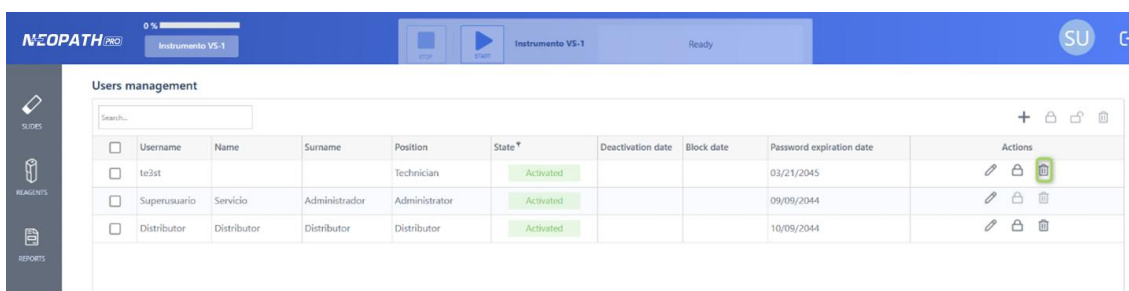 NEOPATH PRO
0 %
Instrumento VS-1
STOP
START
Instrumento VS-1
Ready
SU
SLIDES
REAGENTS
REPORTS
Users management
Search...
Username Name Surname Position State Deactivation date Block date Password expiration date Actions
te3st Technician Activated 03/21/2045
Superusuario Servicio Administrador Administrator Activated 09/09/2044
Distributor Distributor Distributor Distributor Activated 10/09/2044